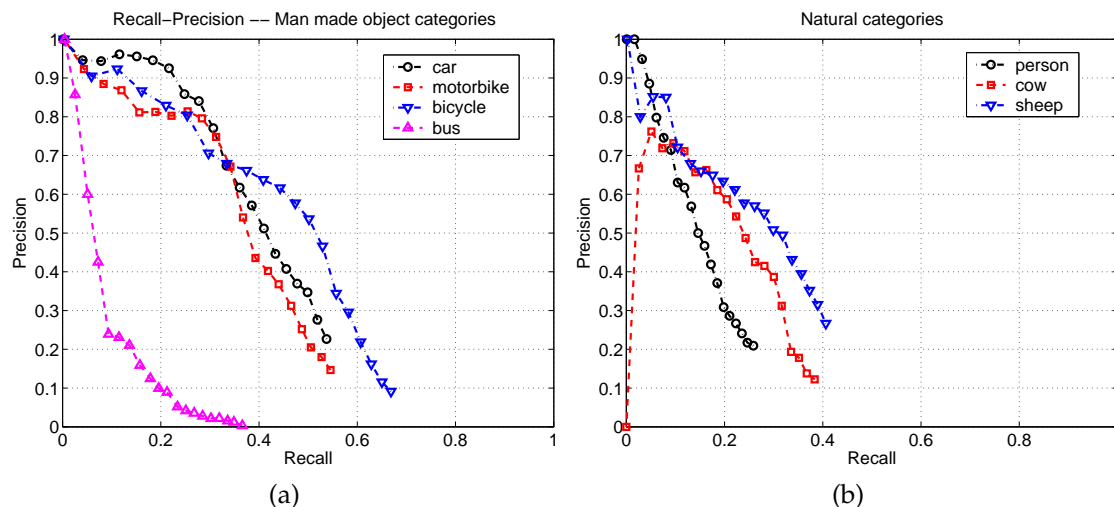 Recall−Precision −− Man made object categories
1
0.9
0.8
0.7
0.6
0.5
0.4
0.3
0.2
0.1
0
Precision
car
motorbike
bicycle
bus
0 0.2 0.4 0.6 0.8 1
Recall
(a)
Natural categories
1
0.9
0.8
0.7
0.6
0.5
0.4
0.3
0.2
0.1
0
Precision
person
cow
sheep
0 0.2 0.4 0.6 0.8
Recall
(b)